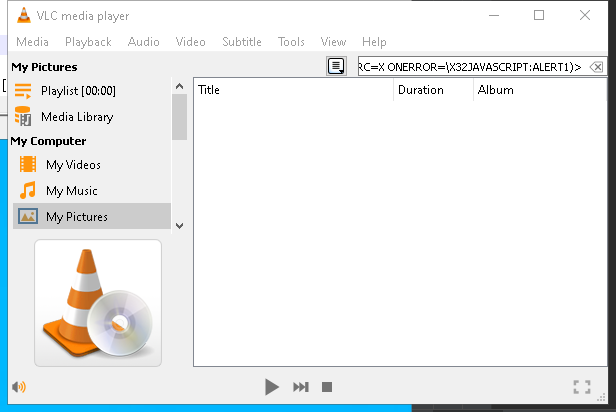 VLC media player
Media Playback Audio Video Subtitle Tools View Help
My Pictures
RC=X ONERROR=\X32JAVASCRIPT:ALERT1)>
Playlist [00:00]
Media Library
My Computer
My Videos
My Music
My Pictures
Title Duration Album